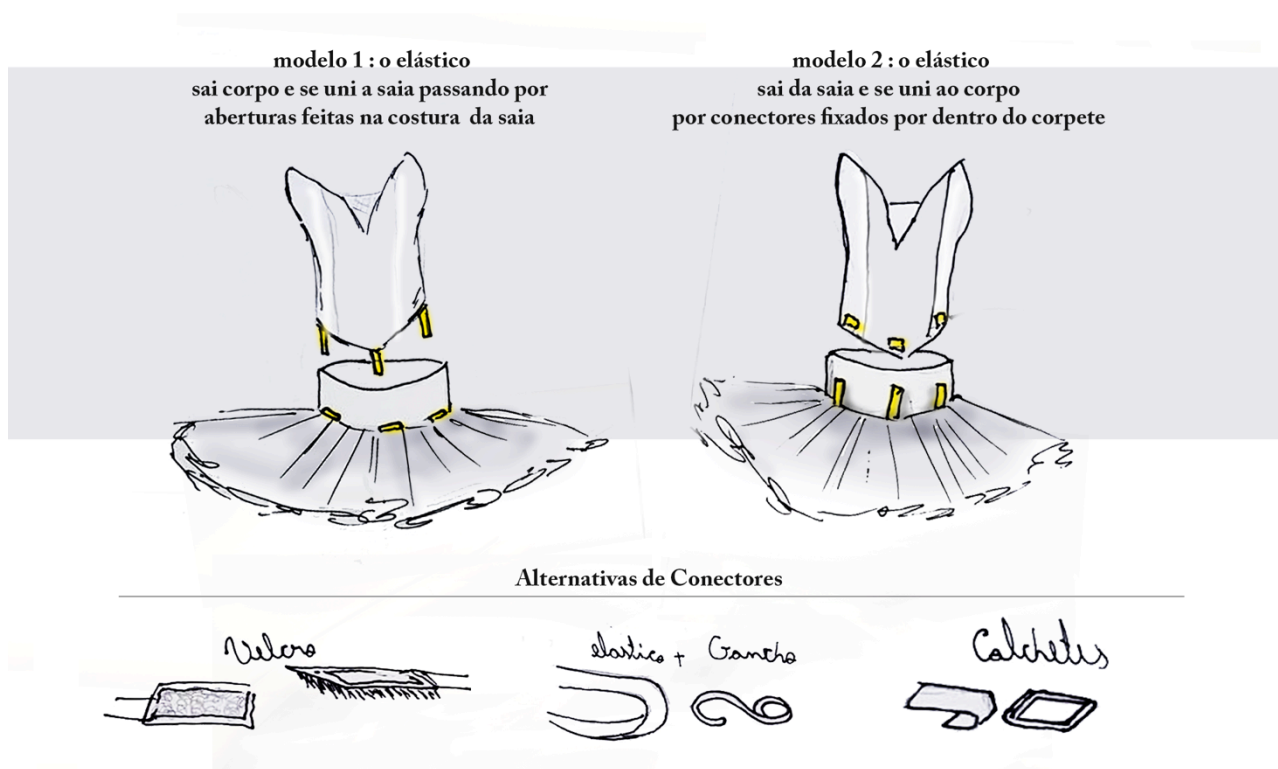 modelo 1 : o elástico
sai corpo e se uni a saia passando por
aberturas feitas na costura da saia
modelo 2 : o elástico
sai da saia e se uni ao corpo
por conectores fixados por dentro do corpete
Alternativas de Conectores
Velcro
elastico + Gancho
Colchetes